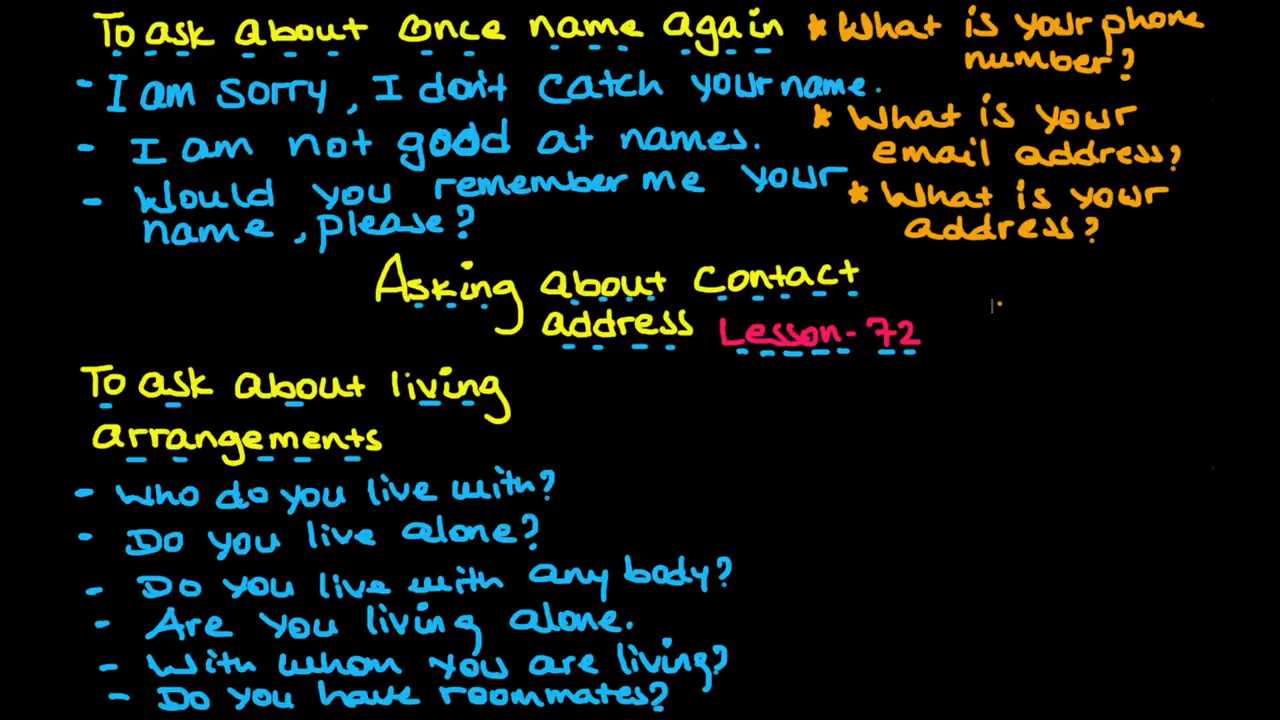 To ask about once name again
- I am sorry, I don't catch your name.
- I am not good at names.
- Would you remember me your
name, please?
* What is your phone
number?
* What is your
email address?
* What is your
address?
Asking about contact
address Lesson-72
To ask about living
arrangements
- Who do you live with?
- Do you live alone?
- Do you live with any body?
- Are you living alone.
- With whom you are living?
- Do you have roommates?